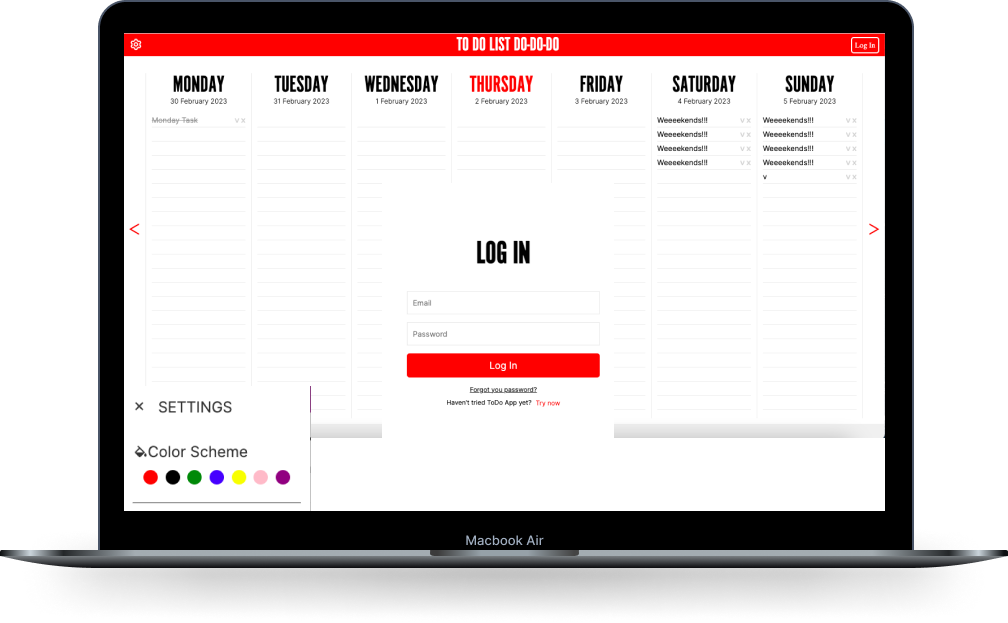 TO DO LIST DO-DO-DO
Log In
MONDAY
TUESDAY
WEDNESDAY
THURSDAY
FRIDAY
SATURDAY
SUNDAY
30 February 2023
31 February 2023
1 February 2023
2 February 2023
3 February 2023
4 February 2023
5 February 2023
Monday Task v x
Weeeekends!!! v x
Weeeekends!!! v x
Weeeekends!!! v x
Weeeekends!!! v x
Weeeekends!!! v x
Weeeekends!!! v x
Weeeekends!!! v x
Weeeekends!!! v x
v v x
<
>
LOG IN
Email
Password
Log In
Forgot you password?
Haven't tried ToDo App yet? Try now
× SETTINGS
Color Scheme
Macbook Air